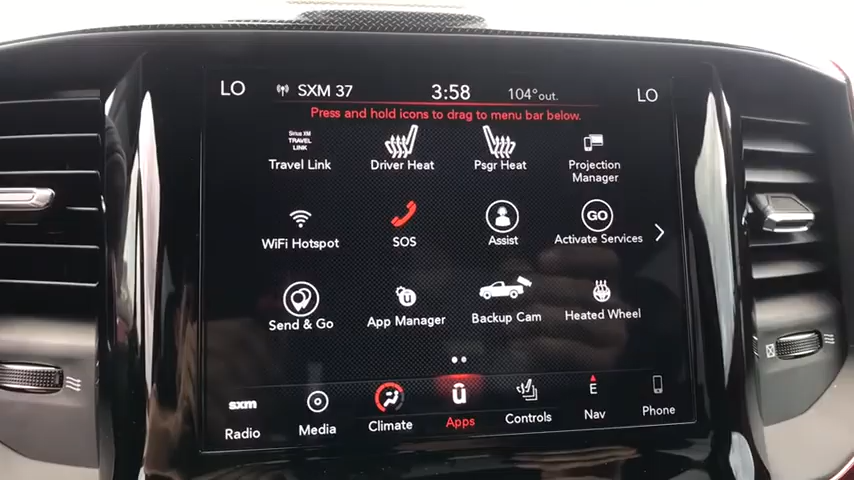 LO SXM 37 3:58 104° out. LO
Press and hold icons to drag to menu bar below.
Sirius XM
TRAVEL
LINK
Travel Link Driver Heat Psgr Heat Projection
Manager
GO
WiFi Hotspot SOS Assist Activate Services
u
Send & Go App Manager Backup Cam Heated Wheel
sxm u E
Radio Media Climate Apps Controls Nav Phone